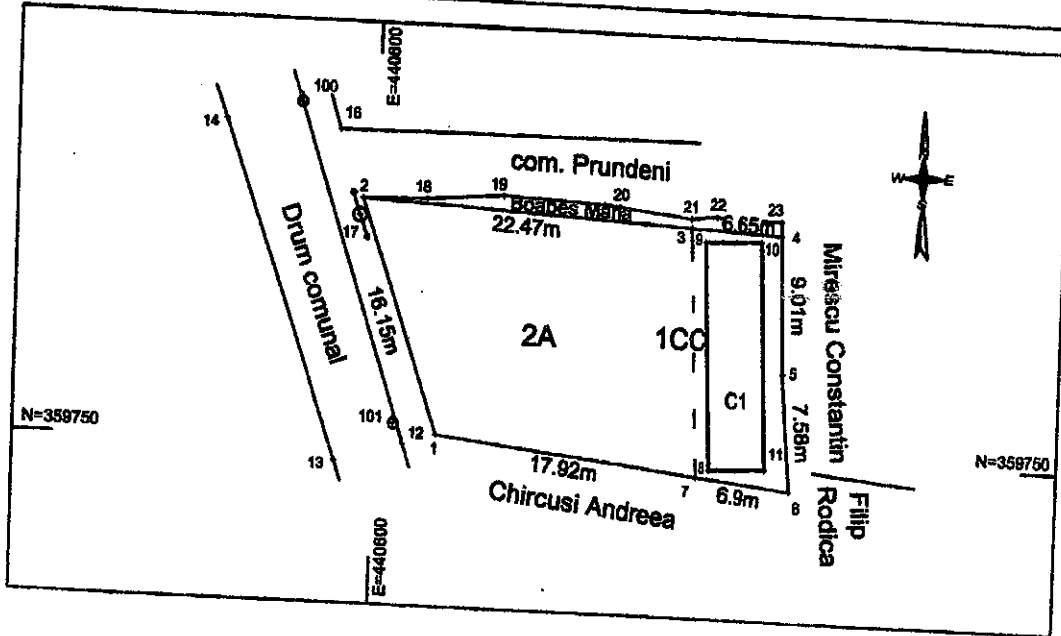 E=440600
100
14
16
com. Prundeni
W E
S
2
18
19
20
21
22
23
Boabes Maria
6.65m
17
22.47m
3
9
10
4
Drum comunal
16.15m
2A
1CC
9.01m
Mirescu Constantin
C1
5
7.58m
N=359750
101
12
1
13
17.92m
7
8
11
6.9m
6
N=359750
Chircusi Andreea
Filip
Rodica
E=440600